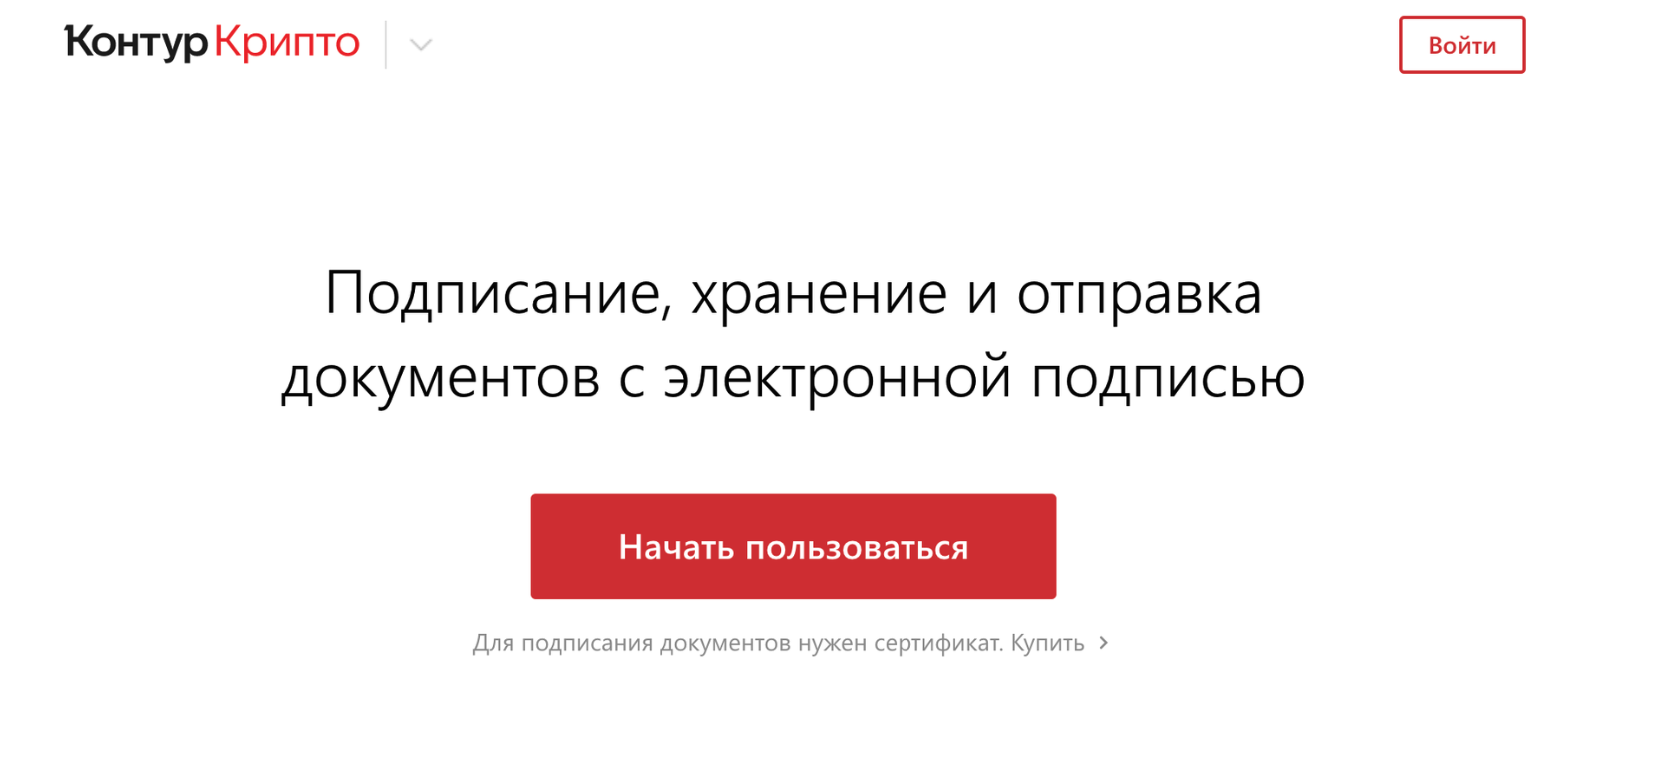 Контур Крипто
Войти
Подписание, хранение и отправка
документов с электронной подписью
Начать пользоваться
Для подписания документов нужен сертификат. Купить >